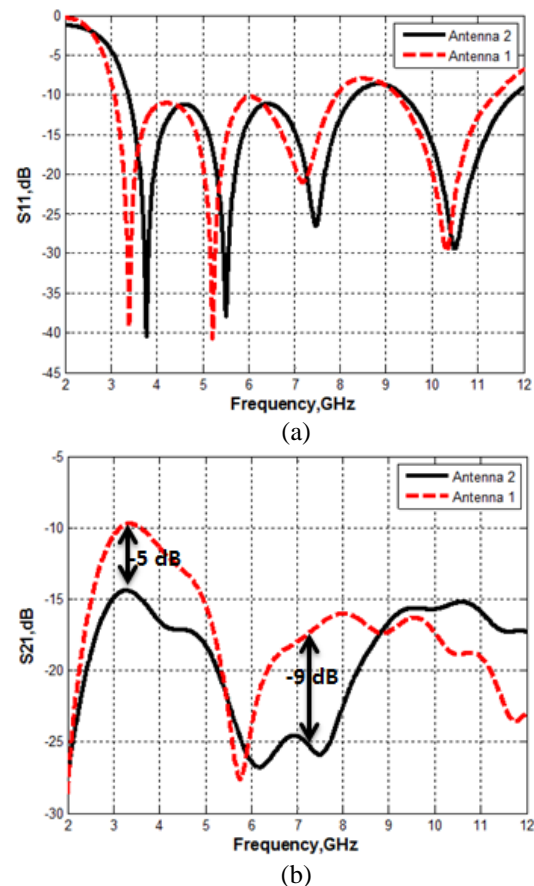 0
-5
-10
-15
-20
-25
-30
-35
-40
-45
S11,dB
Antenna 2
Antenna 1
2 3 4 5 6 7 8 9 10 11 12
Frequency,GHz
(a)
-5
-10
-15
-20
-25
-30
S21,dB
Antenna 2
Antenna 1
-5 dB
-9 dB
2 3 4 5 6 7 8 9 10 11 12
Frequency,GHz
(b)